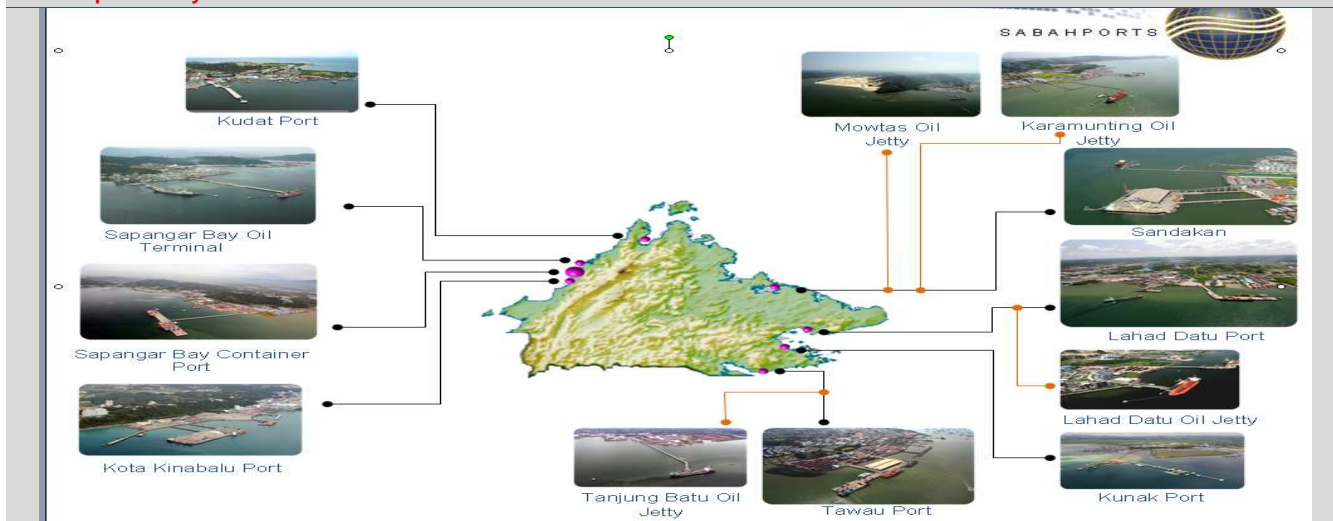 SABAHPORTS
Kudat Port
Mowtas Oil
Jetty
Karamunting Oil
Jetty
Sapangar Bay Oil
Terminal
Sandakan
Sapangar Bay Container
Port
Lahad Datu Port
Lahad Datu Oil Jetty
Kota Kinabalu Port
Tanjung Batu Oil
Jetty
Tawau Port
Kunak Port